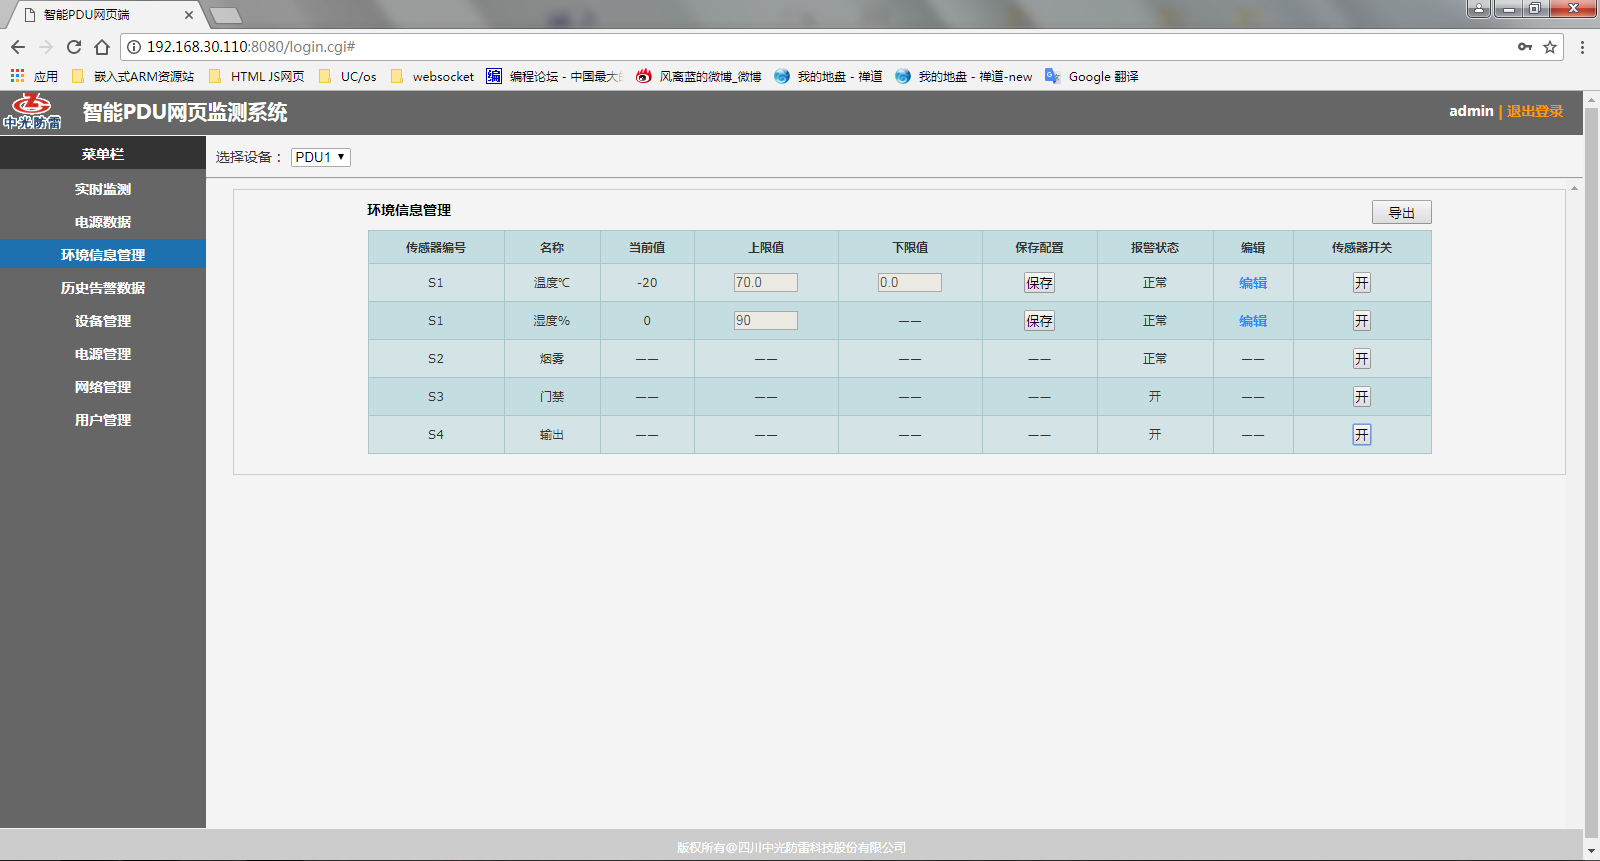 智能PDU网页端
192.168.30.110:8080/login.cgi#
应用 嵌入式ARM资源站 HTML JS网页 UC/os websocket 编 编程论坛 - 中国最大 风离蓝的微博_微博 我的地盘 - 禅道 我的地盘 - 禅道-new Google 翻译
中光防雷 智能PDU网页监测系统 admin | 退出登录
菜单栏
实时监测
电源数据
环境信息管理
历史告警数据
设备管理
电源管理
网络管理
用户管理
选择设备： PDU1
环境信息管理 导出
传感器编号 名称 当前值 上限值 下限值 保存配置 报警状态 编辑 传感器开关
S1 温度℃ -20 70.0 0.0 保存 正常 编辑 开
S1 湿度% 0 90 —— 保存 正常 编辑 开
S2 烟雾 —— —— —— —— 正常 —— 开
S3 门禁 —— —— —— —— 开 —— 开
S4 输出 —— —— —— —— 开 —— 开
版权所有@四川中光防雷科技股份有限公司